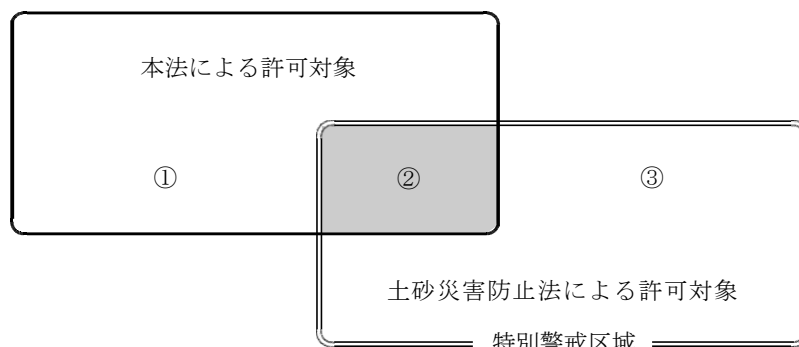 本法による許可対象
① ② ③
土砂災害防止法による許可対象
特別警戒区域